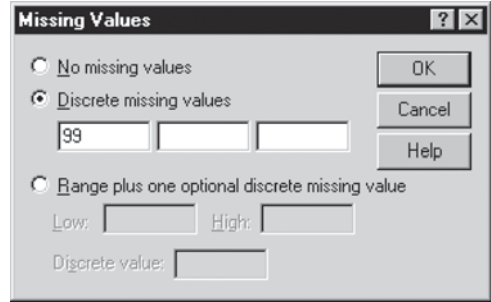 Missing Values
No missing values
OK
Discrete missing values
Cancel
99
Help
Range plus one optional discrete missing value
Low: High:
Discrete value: